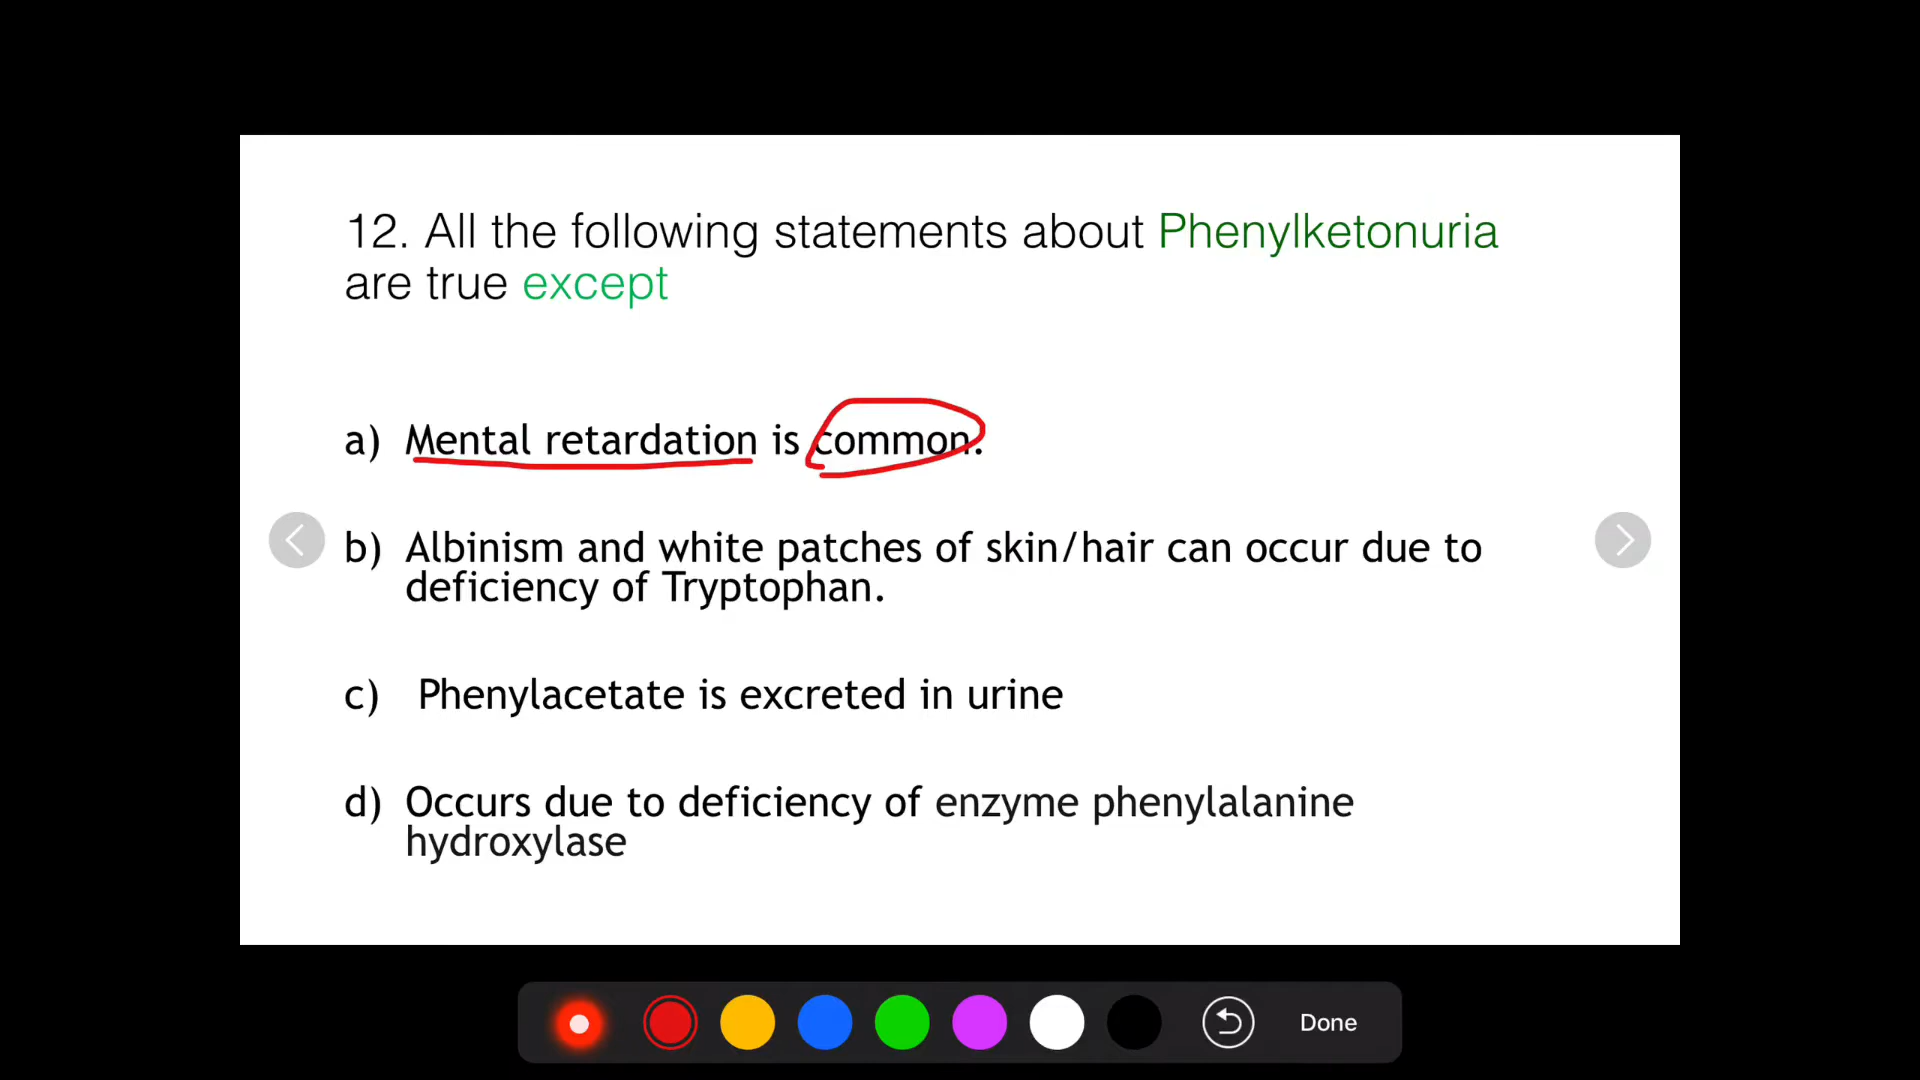 12. All the following statements about Phenylketonuria
are true except
a) Mental retardation is common.
b) Albinism and white patches of skin/hair can occur due to
deficiency of Tryptophan.
c) Phenylacetate is excreted in urine
d) Occurs due to deficiency of enzyme phenylalanine
hydroxylase
Done